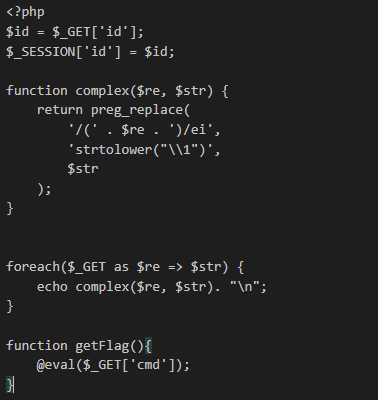 <?php
$id = $_GET['id'];
$_SESSION['id'] = $id;
function complex($re, $str) {
    return preg_replace(
        '/(' . $re . ')/ei',
        'strtolower("\\1")',
        $str
    );
}
foreach($_GET as $re => $str) {
    echo complex($re, $str). "\n";
}
function getFlag(){
    @eval($_GET['cmd']);
}